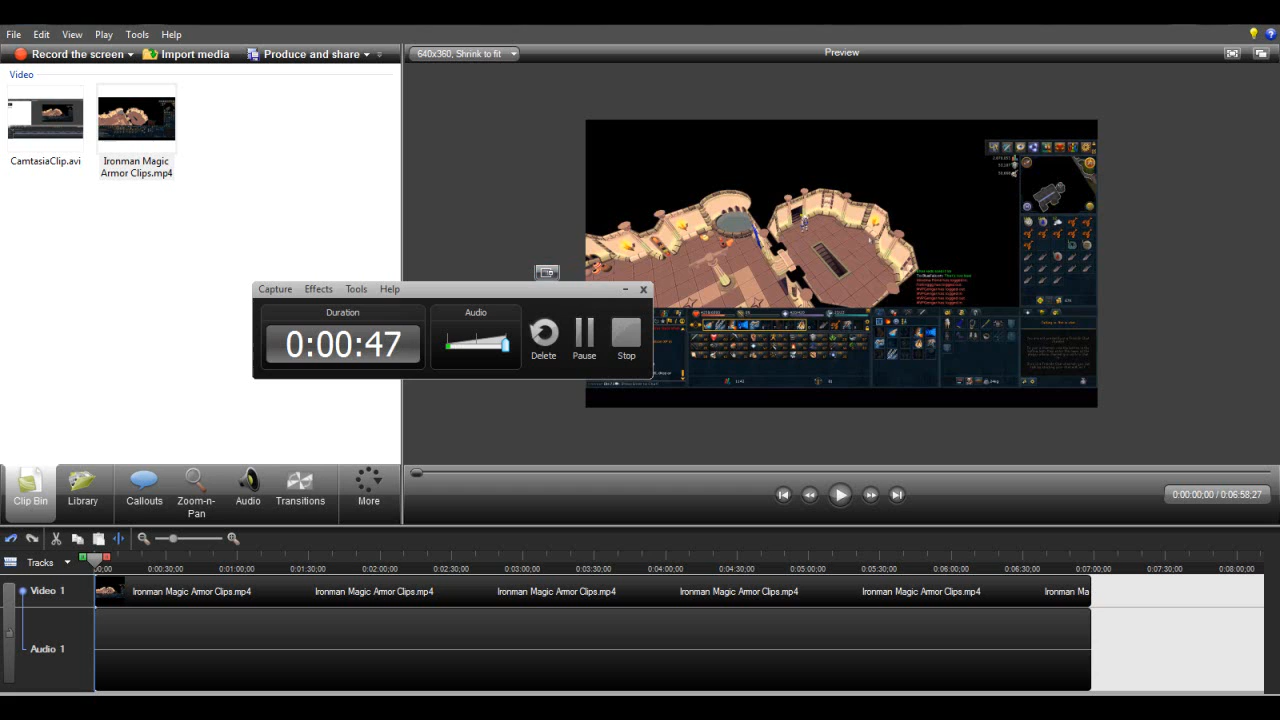 File Edit View Play Tools Help
Record the screen Import media Produce and share
640x360, Shrink to fit
Preview
Video
CamtasiaClip.avi
Ironman Magic
Armor Clips.mp4
Capture Effects Tools Help
Duration
Audio
0:00:47
Delete Pause Stop
Clip Bin Library Callouts Zoom-n-
Pan Audio Transitions More
0:00:00;00 / 0:06:58;27
Tracks
0:00:30;00 0:01:00;00 0:01:30;00 0:02:00;00 0:02:30;00 0:03:00;00 0:03:30;00 0:04:00;00 0:04:30;00 0:05:00;00 0:05:30;00 0:06:00;00 0:06:30;00 0:07:00;00 0:07:30;00 0:08:00;00
Video 1 Ironman Magic Armor Clips.mp4 Ironman Magic Armor Clips.mp4 Ironman Magic Armor Clips.mp4 Ironman Magic Armor Clips.mp4 Ironman Magic Armor Clips.mp4 Ironman Ma
Audio 1